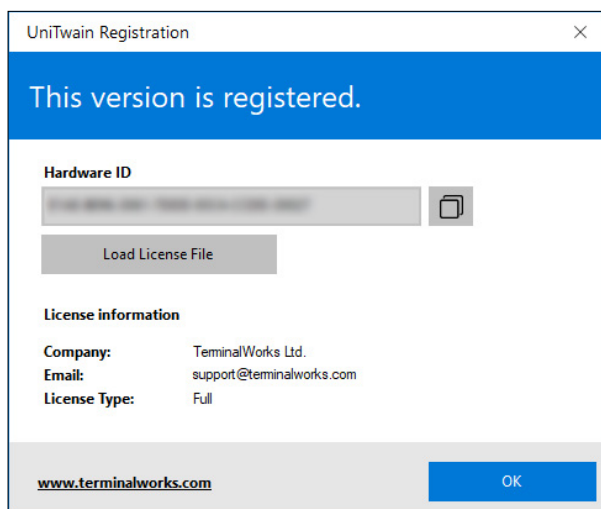 UniTwain Registration
This version is registered.
Hardware ID
Load License File
License information
Company: TerminalWorks Ltd.
Email: support@terminalworks.com
License Type: Full
www.terminalworks.com OK